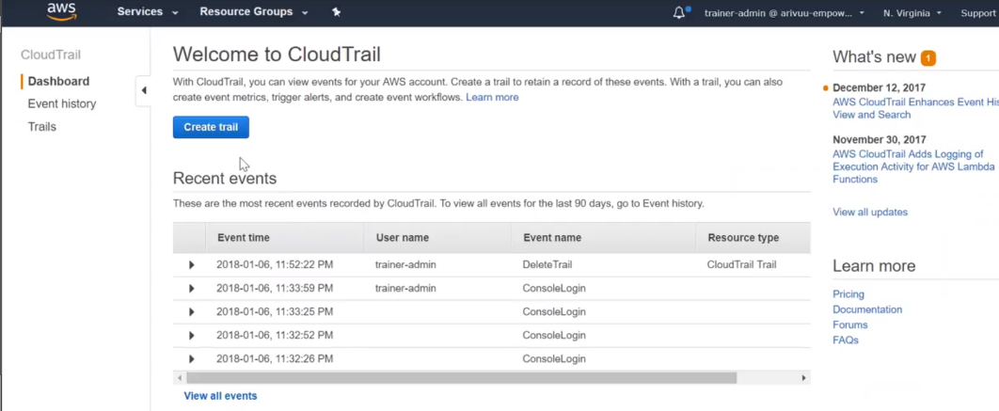 aws Services Resource Groups trainer-admin @ arivuu-empow... N. Virginia Support
CloudTrail
Dashboard
Event history
Trails
Welcome to CloudTrail
With CloudTrail, you can view events for your AWS account. Create a trail to retain a record of these events. With a trail, you can also
create event metrics, trigger alerts, and create event workflows. Learn more
Create trail
Recent events
These are the most recent events recorded by CloudTrail. To view all events for the last 90 days, go to Event history.
Event time User name Event name Resource type
2018-01-06, 11:52:22 PM trainer-admin DeleteTrail CloudTrail Trail
2018-01-06, 11:33:59 PM trainer-admin ConsoleLogin
2018-01-06, 11:33:25 PM ConsoleLogin
2018-01-06, 11:32:52 PM ConsoleLogin
2018-01-06, 11:32:26 PM ConsoleLogin
View all events
What's new 1
December 12, 2017
AWS CloudTrail Enhances Event His
View and Search
November 30, 2017
AWS CloudTrail Adds Logging of
Execution Activity for AWS Lambda
Functions
View all updates
Learn more
Pricing
Documentation
Forums
FAQs